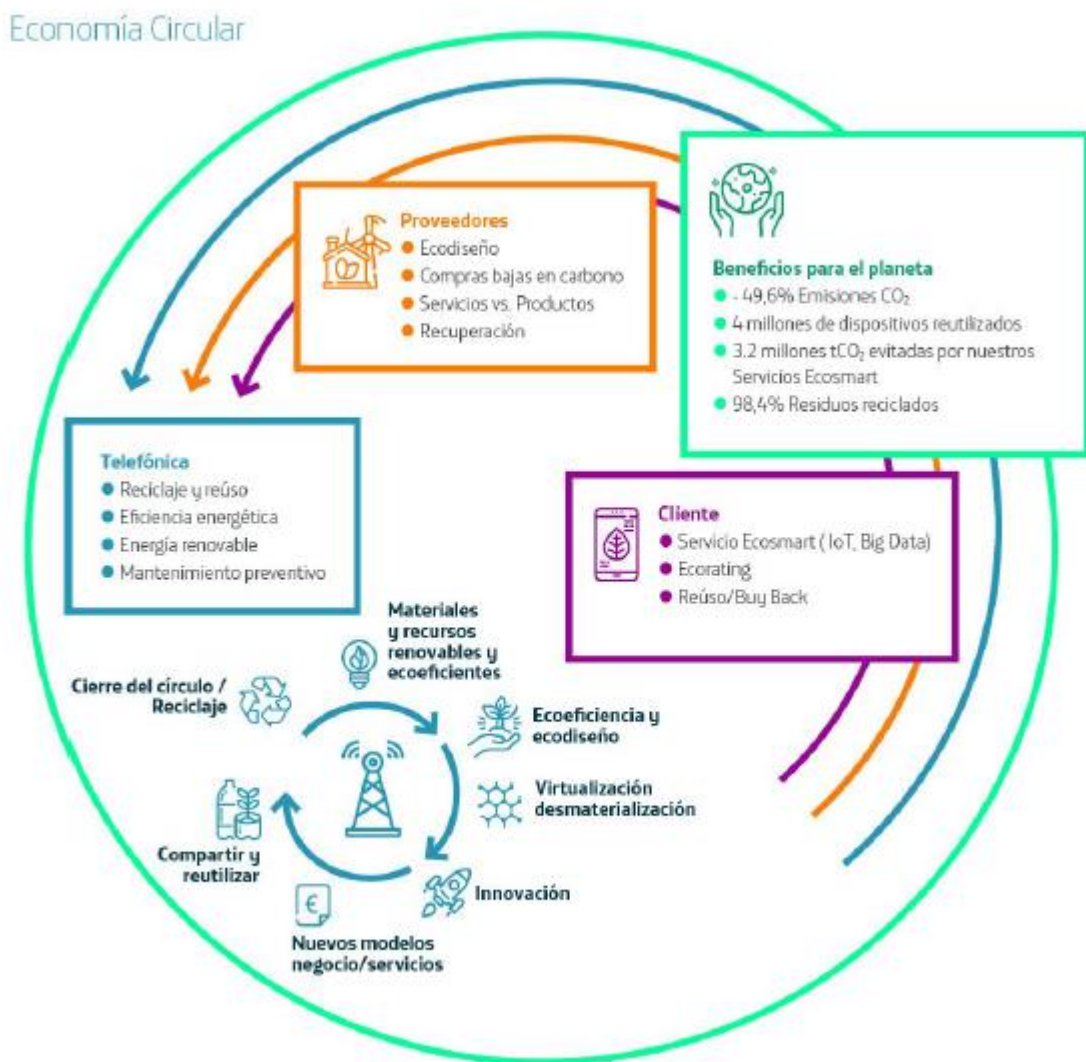 Economía Circular
Proveedores
Ecodiseño
Compras bajas en carbono
Servicios vs. Productos
Recuperación
Beneficios para el planeta
- 49,6% Emisiones CO₂
4 millones de dispositivos reutilizados
3.2 millones tCO₂ evitadas por nuestros
Servicios Ecosmart
98,4% Residuos reciclados
Telefónica
Reciclaje y reúso
Eficiencia energética
Energía renovable
Mantenimiento preventivo
Cliente
Servicio Ecosmart ( IoT, Big Data)
Ecorating
Reúso/Buy Back
Materiales
y recursos
renovables y
ecoeficientes
Ecoeficiencia y
ecodiseño
Virtualización
desmaterialización
Innovación
€
Nuevos modelos
negocio/servicios
Compartir y
reutilizar
Cierre del círculo /
Reciclaje